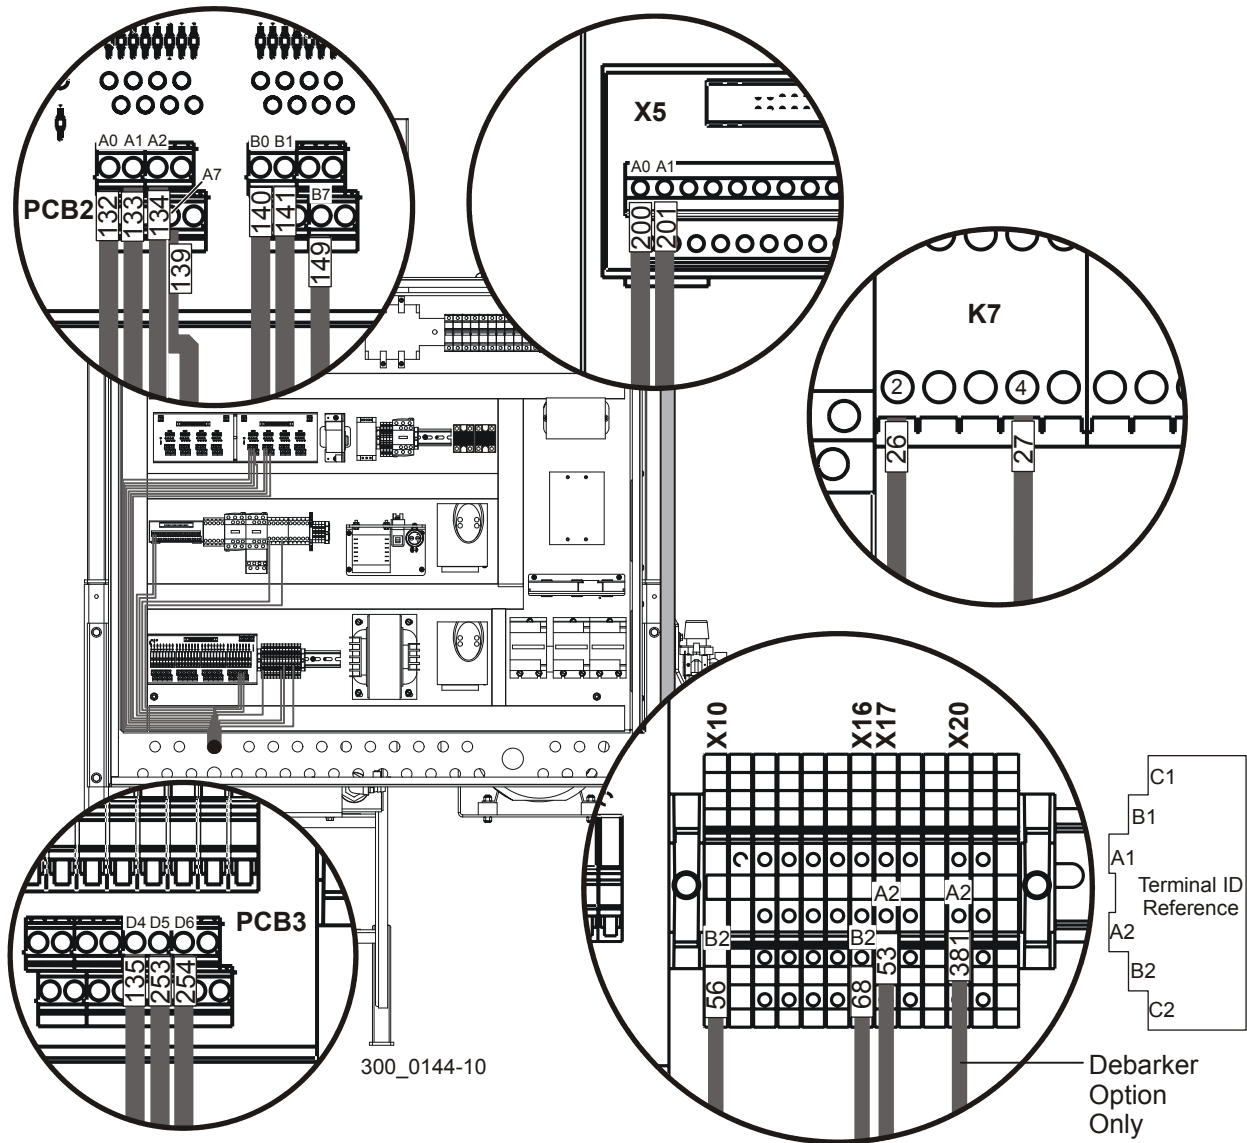 A0 A1 A2
A7
B0 B1
B7
PCB2
132
133
134
139
140
141
149
X5
A0 A1
200
201
K7
2
4
26
27
X10
X16
X17
X20
A2
A2
B2
B2
56
68
53
381
C1
B1
A1
Terminal ID
Reference
A2
B2
C2
Debarker
Option
Only
PCB3
D4 D5 D6
135
253
254
300_0144-10